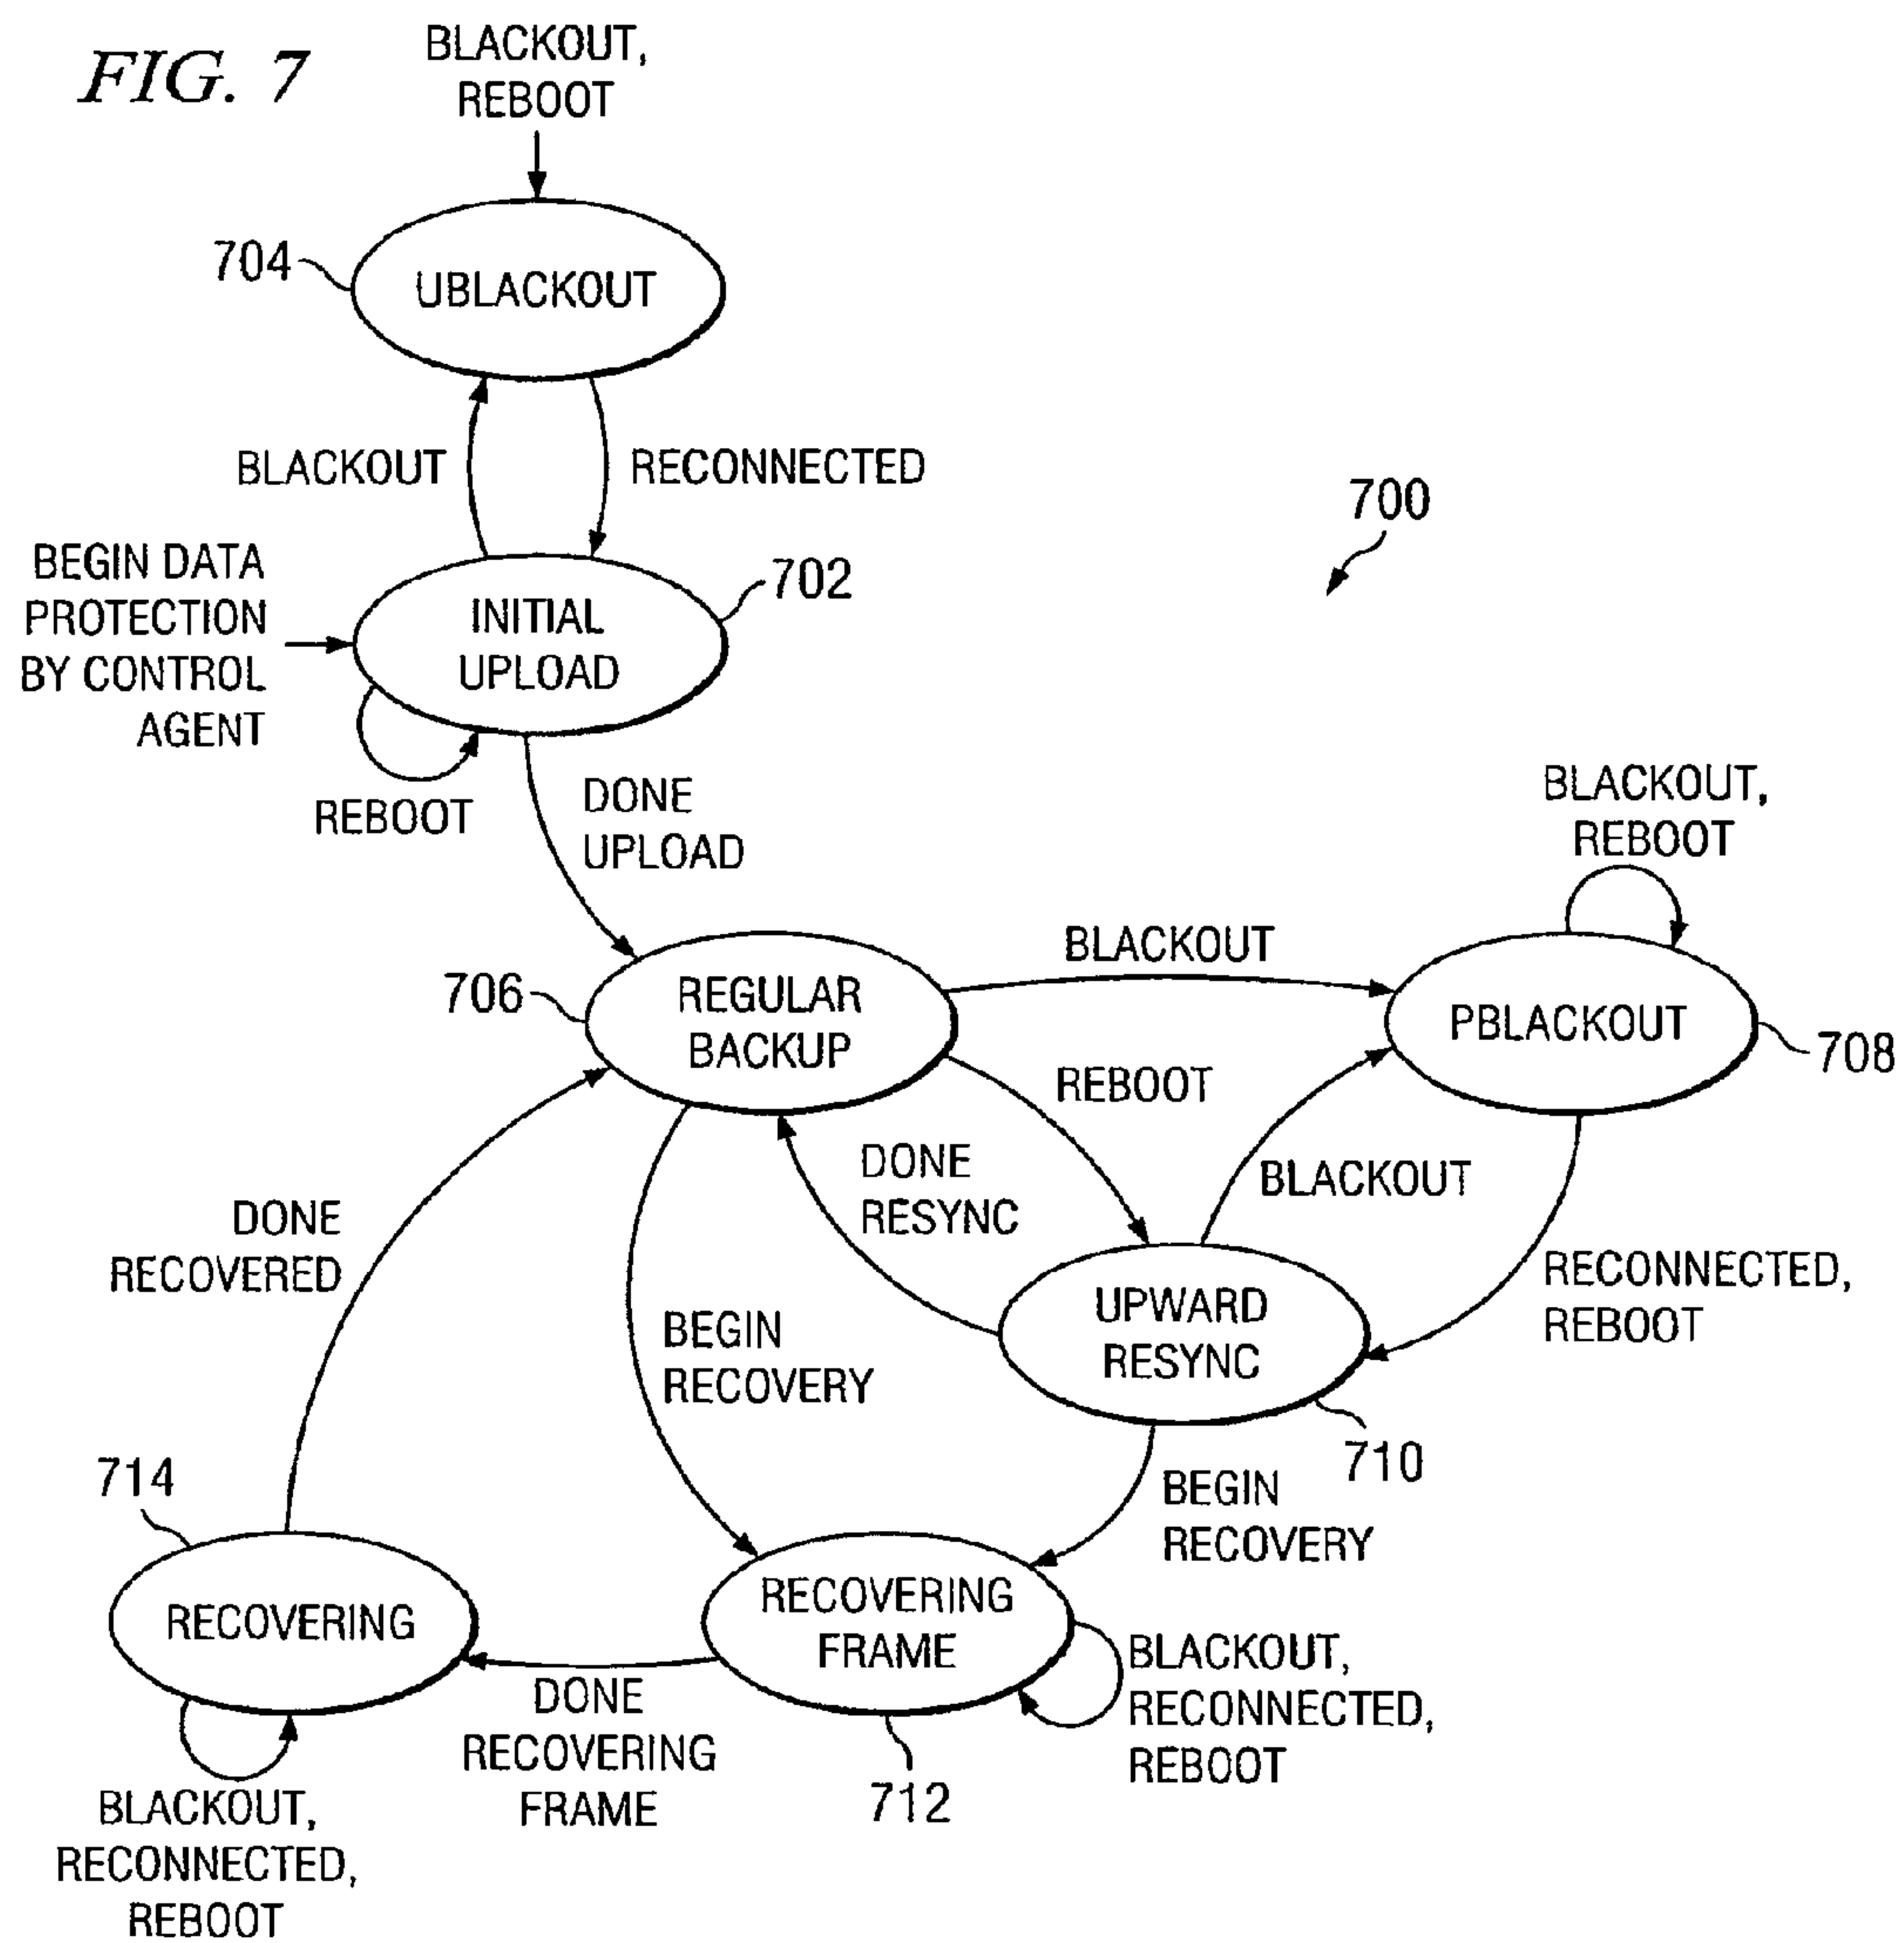 FIG. 7
BLACKOUT,
REBOOT
704
UBLACKOUT
BLACKOUT
RECONNECTED
700
BEGIN DATA
PROTECTION
BY CONTROL
AGENT
702
INITIAL
UPLOAD
REBOOT
DONE
UPLOAD
BLACKOUT,
REBOOT
706
REGULAR
BACKUP
BLACKOUT
PBLACKOUT
708
REBOOT
DONE
RESYNC
BLACKOUT
DONE
RECOVERED
BEGIN
RECOVERY
UPWARD
RESYNC
RECONNECTED,
REBOOT
710
714
BEGIN
RECOVERY
RECOVERING
RECOVERING
FRAME
BLACKOUT,
RECONNECTED,
REBOOT
DONE
RECOVERING
FRAME
712
BLACKOUT,
RECONNECTED,
REBOOT